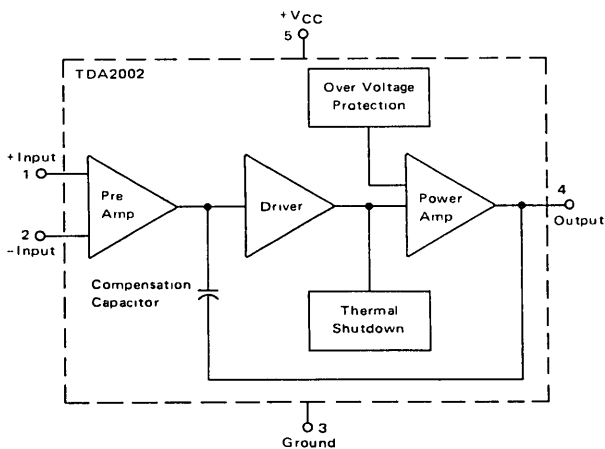 +VCC
5
TDA2002
Over Voltage
Protection
+Input
1
Pre
Amp
Driver
Power
Amp
4
Output
2
−Input
Compensation
Capacitor
Thermal
Shutdown
3
Ground